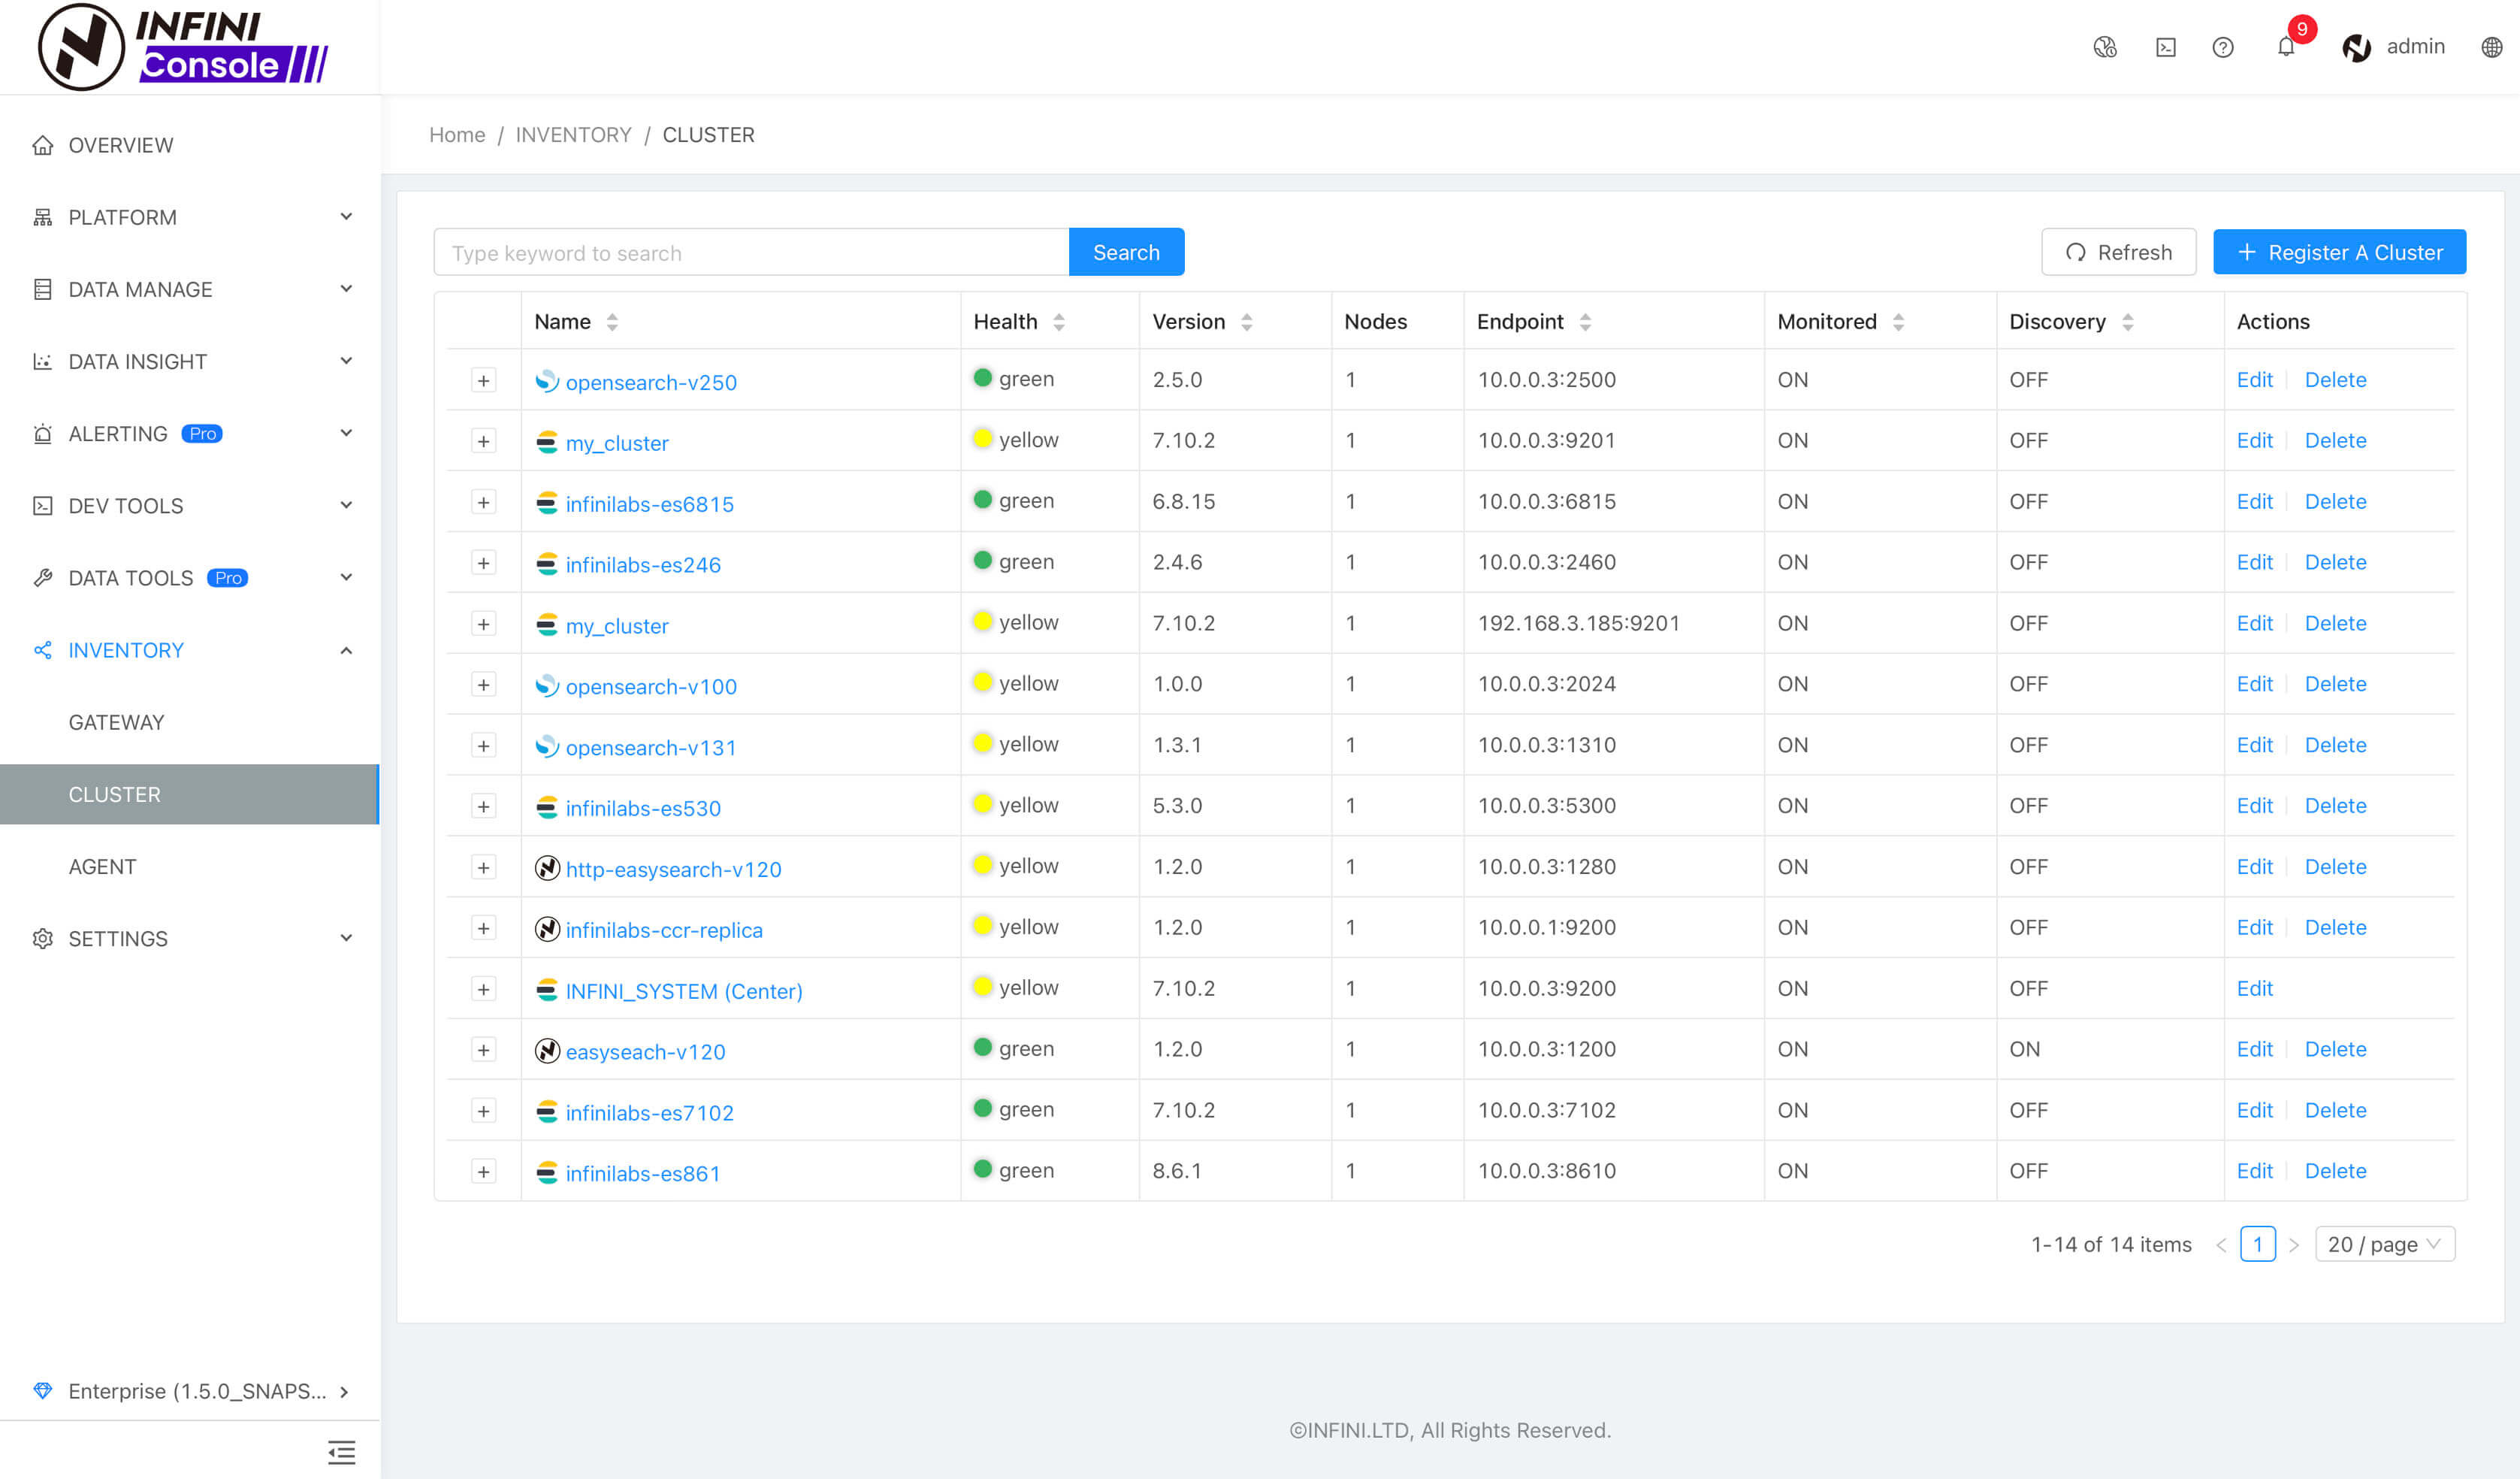 INFINI
Console
9
admin
OVERVIEW
PLATFORM
DATA MANAGE
DATA INSIGHT
ALERTING Pro
DEV TOOLS
DATA TOOLS Pro
INVENTORY
GATEWAY
CLUSTER
AGENT
SETTINGS
Enterprise (1.5.0_SNAPS...
Home / INVENTORY / CLUSTER
Type keyword to search Search Refresh + Register A Cluster
Name Health Version Nodes Endpoint Monitored Discovery Actions
+ opensearch-v250 green 2.5.0 1 10.0.0.3:2500 ON OFF Edit Delete
+ my_cluster yellow 7.10.2 1 10.0.0.3:9201 ON OFF Edit Delete
+ infinilabs-es6815 green 6.8.15 1 10.0.0.3:6815 ON OFF Edit Delete
+ infinilabs-es246 green 2.4.6 1 10.0.0.3:2460 ON OFF Edit Delete
+ my_cluster yellow 7.10.2 1 192.168.3.185:9201 ON OFF Edit Delete
+ opensearch-v100 yellow 1.0.0 1 10.0.0.3:2024 ON OFF Edit Delete
+ opensearch-v131 yellow 1.3.1 1 10.0.0.3:1310 ON OFF Edit Delete
+ infinilabs-es530 yellow 5.3.0 1 10.0.0.3:5300 ON OFF Edit Delete
+ http-easysearch-v120 yellow 1.2.0 1 10.0.0.3:1280 ON OFF Edit Delete
+ infinilabs-ccr-replica yellow 1.2.0 1 10.0.0.1:9200 ON OFF Edit Delete
+ INFINI_SYSTEM (Center) yellow 7.10.2 1 10.0.0.3:9200 ON OFF Edit
+ easyseach-v120 green 1.2.0 1 10.0.0.3:1200 ON ON Edit Delete
+ infinilabs-es7102 green 7.10.2 1 10.0.0.3:7102 ON OFF Edit Delete
+ infinilabs-es861 green 8.6.1 1 10.0.0.3:8610 ON OFF Edit Delete
1-14 of 14 items < 1 > 20 / page
©INFINI.LTD, All Rights Reserved.